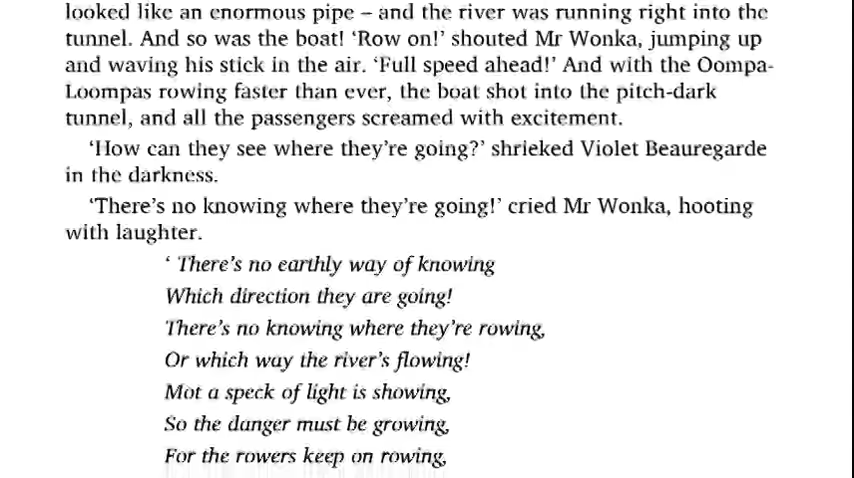 looked like an enormous pipe – and the river was running right into the
tunnel. And so was the boat! ‘Row on!’ shouted Mr Wonka, jumping up
and waving his stick in the air. ‘Full speed ahead!’ And with the Oompa-
Loompas rowing faster than ever, the boat shot into the pitch-dark
tunnel, and all the passengers screamed with excitement.
‘How can they see where they’re going?’ shrieked Violet Beauregarde
in the darkness.
‘There’s no knowing where they’re going!’ cried Mr Wonka, hooting
with laughter.
‘ There’s no earthly way of knowing
Which direction they are going!
There’s no knowing where they’re rowing,
Or which way the river’s flowing!
Mot a speck of light is showing,
So the danger must be growing,
For the rowers keep on rowing,